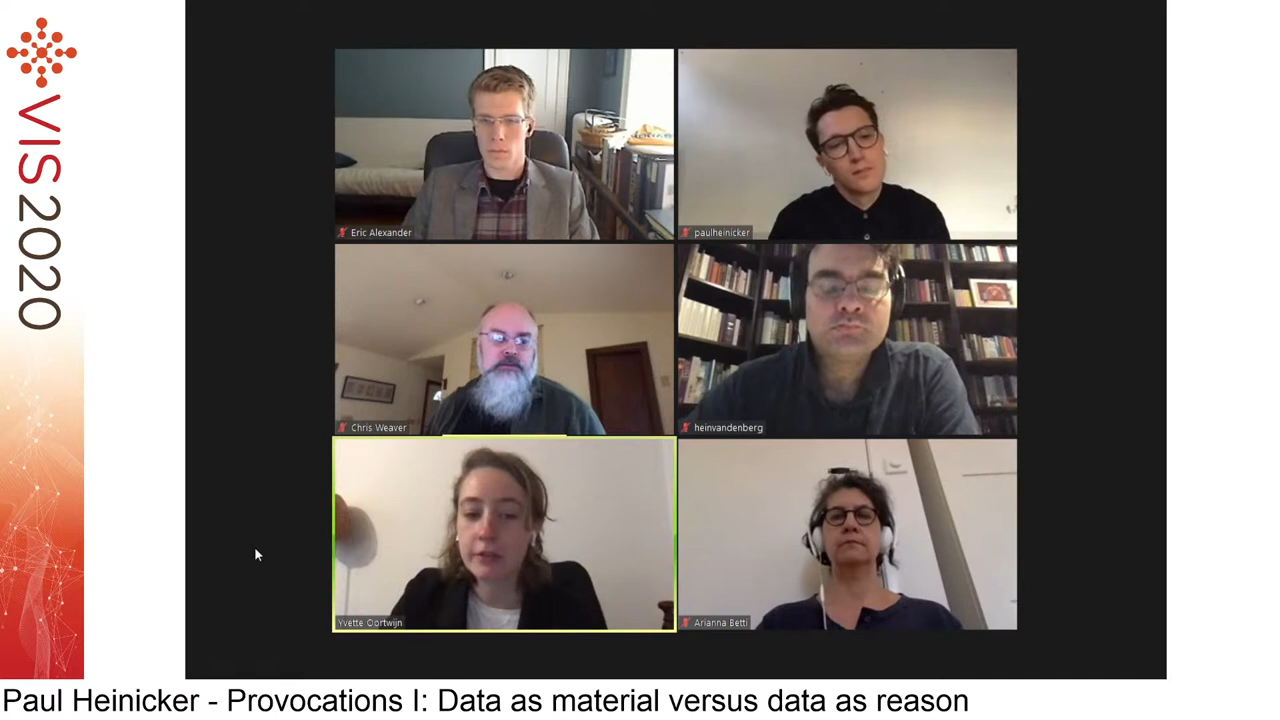 VIS2020
Eric Alexander
paulheinicker
Chris Weaver
heinvandenberg
Yvette Oortwijn
Arianna Betti
Paul Heinicker - Provocations I: Data as material versus data as reason